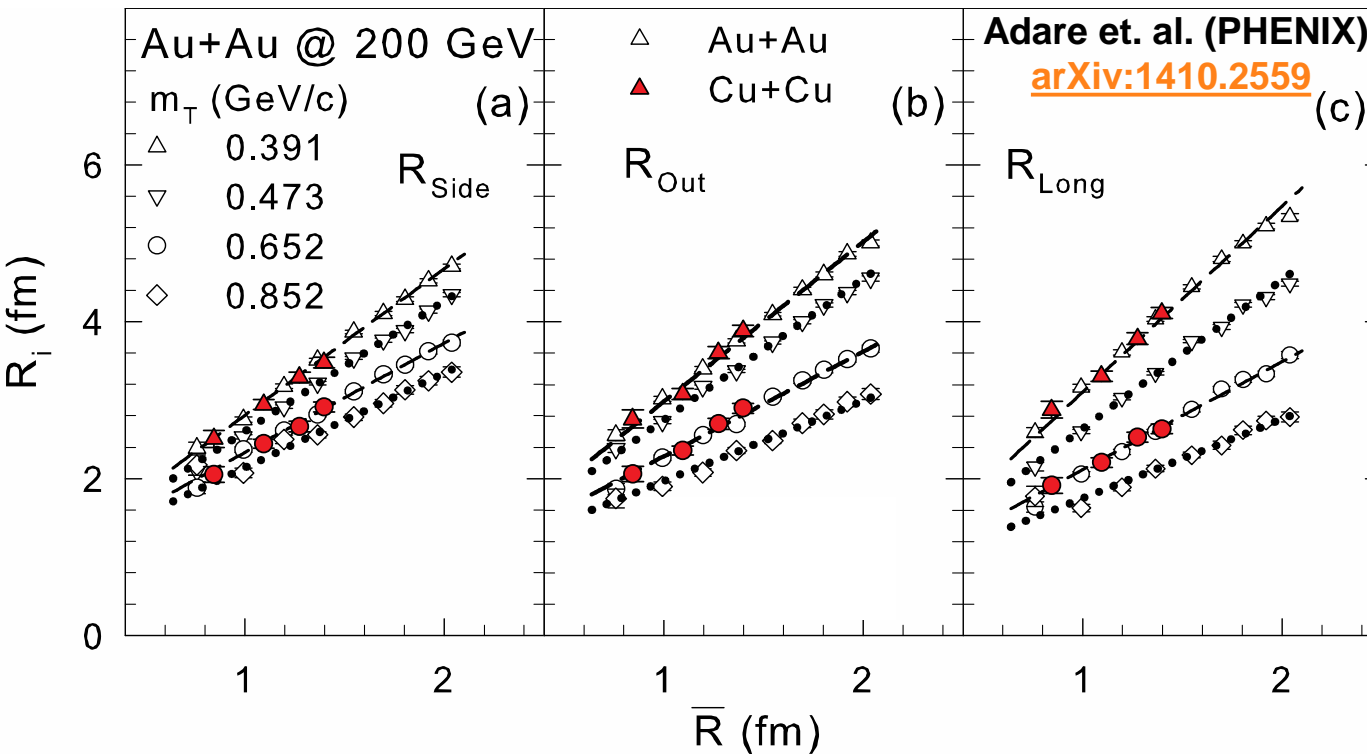 Au+Au @ 200 GeV
m_T (GeV/c)
(a)
△ 0.391
▽ 0.473
○ 0.652
◇ 0.852
R_Side
△ Au+Au
▲ Cu+Cu
(b)
R_Out
Adare et. al. (PHENIX)
arXiv:1410.2559
(c)
R_Long
R_i (fm)
6
4
2
0
1 2 1 2 1 2
R̅ (fm)